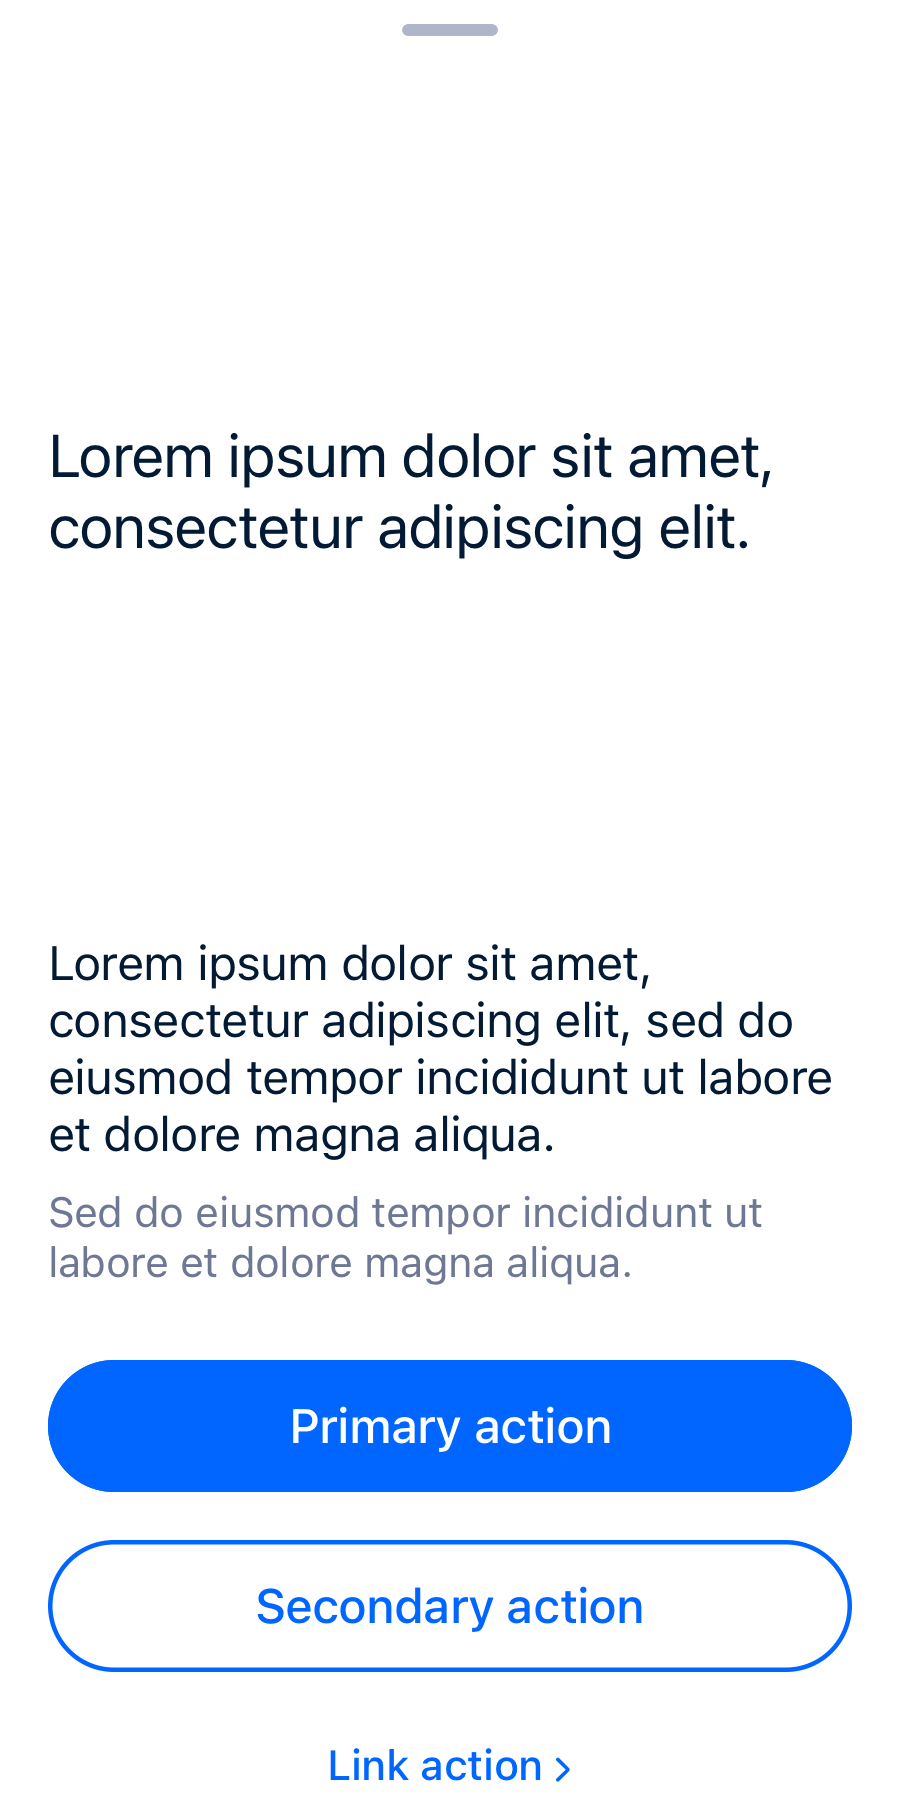 Lorem ipsum dolor sit amet,
consectetur adipiscing elit.
Lorem ipsum dolor sit amet,
consectetur adipiscing elit, sed do
eiusmod tempor incididunt ut labore
et dolore magna aliqua.
Sed do eiusmod tempor incididunt ut
labore et dolore magna aliqua.
Primary action
Secondary action
Link action